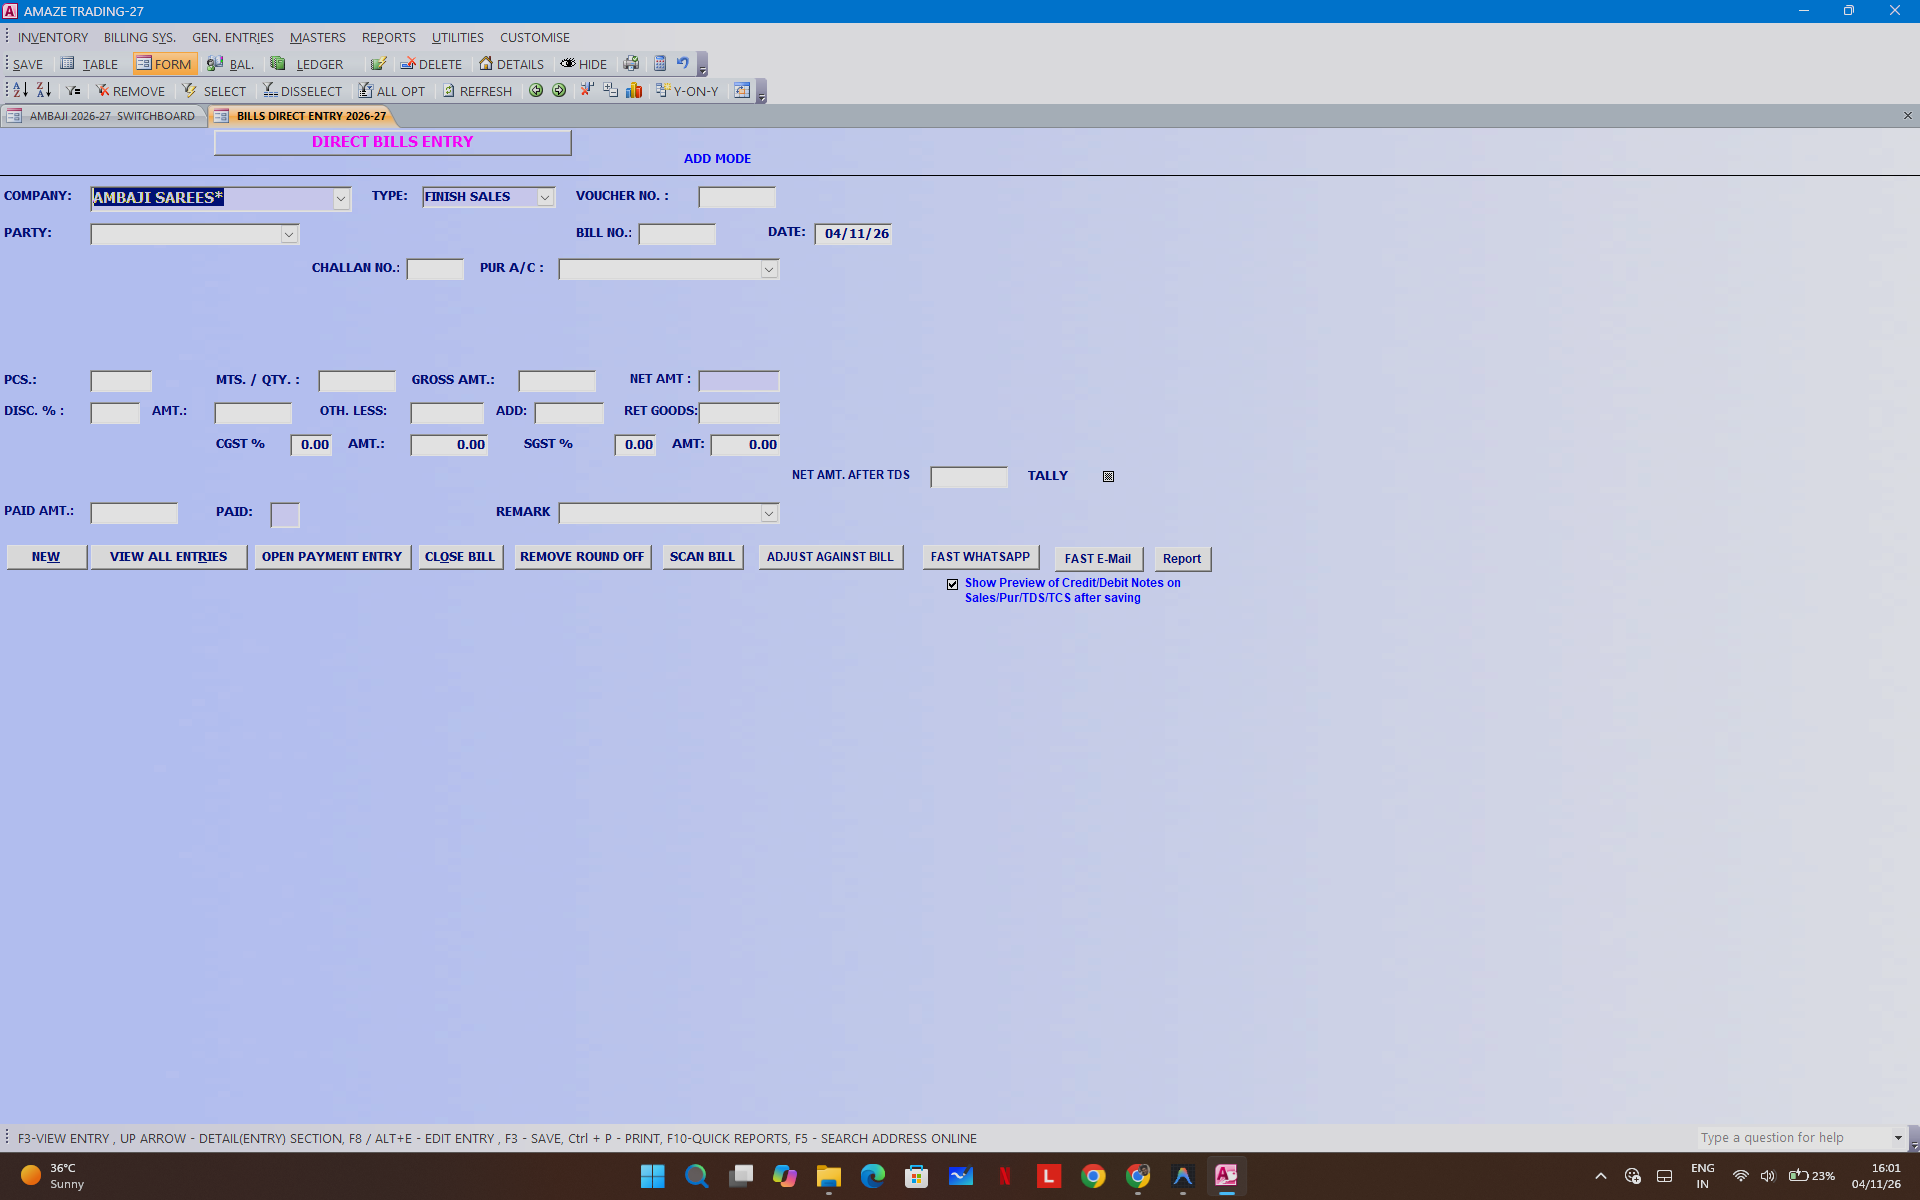 AMAZE TRADING-27
INVENTORY BILLING SYS. GEN. ENTRIES MASTERS REPORTS UTILITIES CUSTOMISE
SAVE TABLE FORM BAL. LEDGER DELETE DETAILS HIDE
REMOVE SELECT DISSELECT ALL OPT REFRESH Y-ON-Y
AMBAJI 2026-27 SWITCHBOARD BILLS DIRECT ENTRY 2026-27
DIRECT BILLS ENTRY
ADD MODE
COMPANY: AMBAJI SAREES* TYPE: FINISH SALES VOUCHER NO. :
PARTY: BILL NO.: DATE: 04/11/26
CHALLAN NO.: PUR A/C :
PCS.: MTS. / QTY. : GROSS AMT.: NET AMT :
DISC. % : AMT.: OTH. LESS: ADD: RET GOODS:
CGST % 0.00 AMT.: 0.00 SGST % 0.00 AMT: 0.00
NET AMT. AFTER TDS TALLY
PAID AMT.: PAID: REMARK
NEW VIEW ALL ENTRIES OPEN PAYMENT ENTRY CLOSE BILL REMOVE ROUND OFF SCAN BILL ADJUST AGAINST BILL FAST WHATSAPP FAST E-Mail Report
Show Preview of Credit/Debit Notes on
Sales/Pur/TDS/TCS after saving
F3-VIEW ENTRY , UP ARROW - DETAIL(ENTRY) SECTION, F8 / ALT+E - EDIT ENTRY , F3 - SAVE, Ctrl + P - PRINT, F10-QUICK REPORTS, F5 - SEARCH ADDRESS ONLINE Type a question for help
36°C
Sunny
ENG
IN
23%
16:01
04/11/26